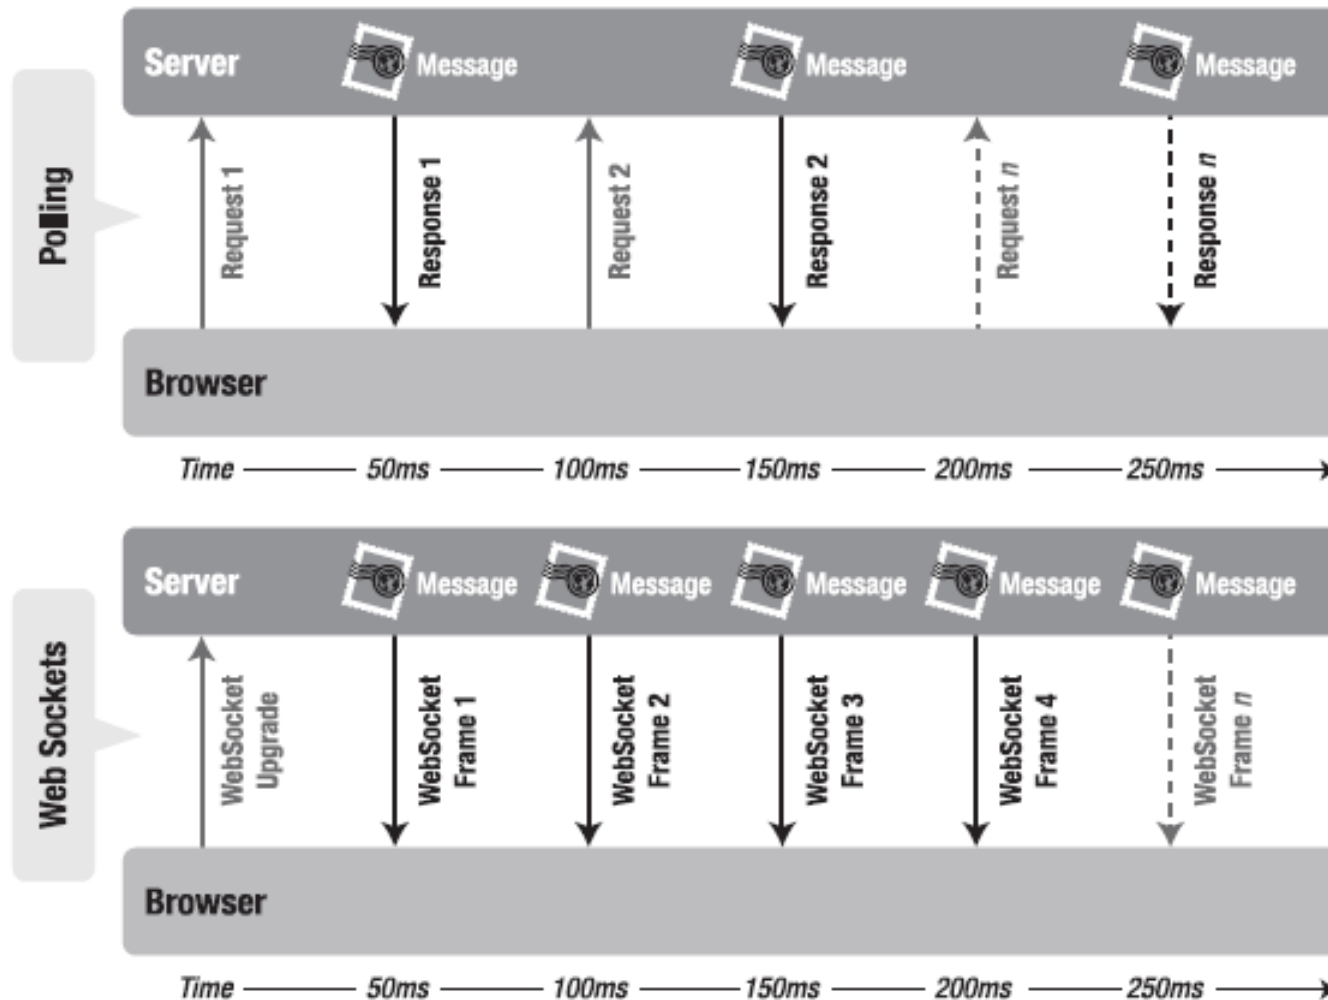 Polling
Server
Message
Message
Message
Request 1
Response 1
Request 2
Response 2
Request n
Response n
Browser
Time
50ms
100ms
150ms
200ms
250ms
Web Sockets
Server
Message
Message
Message
Message
Message
WebSocket
Upgrade
WebSocket
Frame 1
WebSocket
Frame 2
WebSocket
Frame 3
WebSocket
Frame 4
WebSocket
Frame n
Browser
Time
50ms
100ms
150ms
200ms
250ms